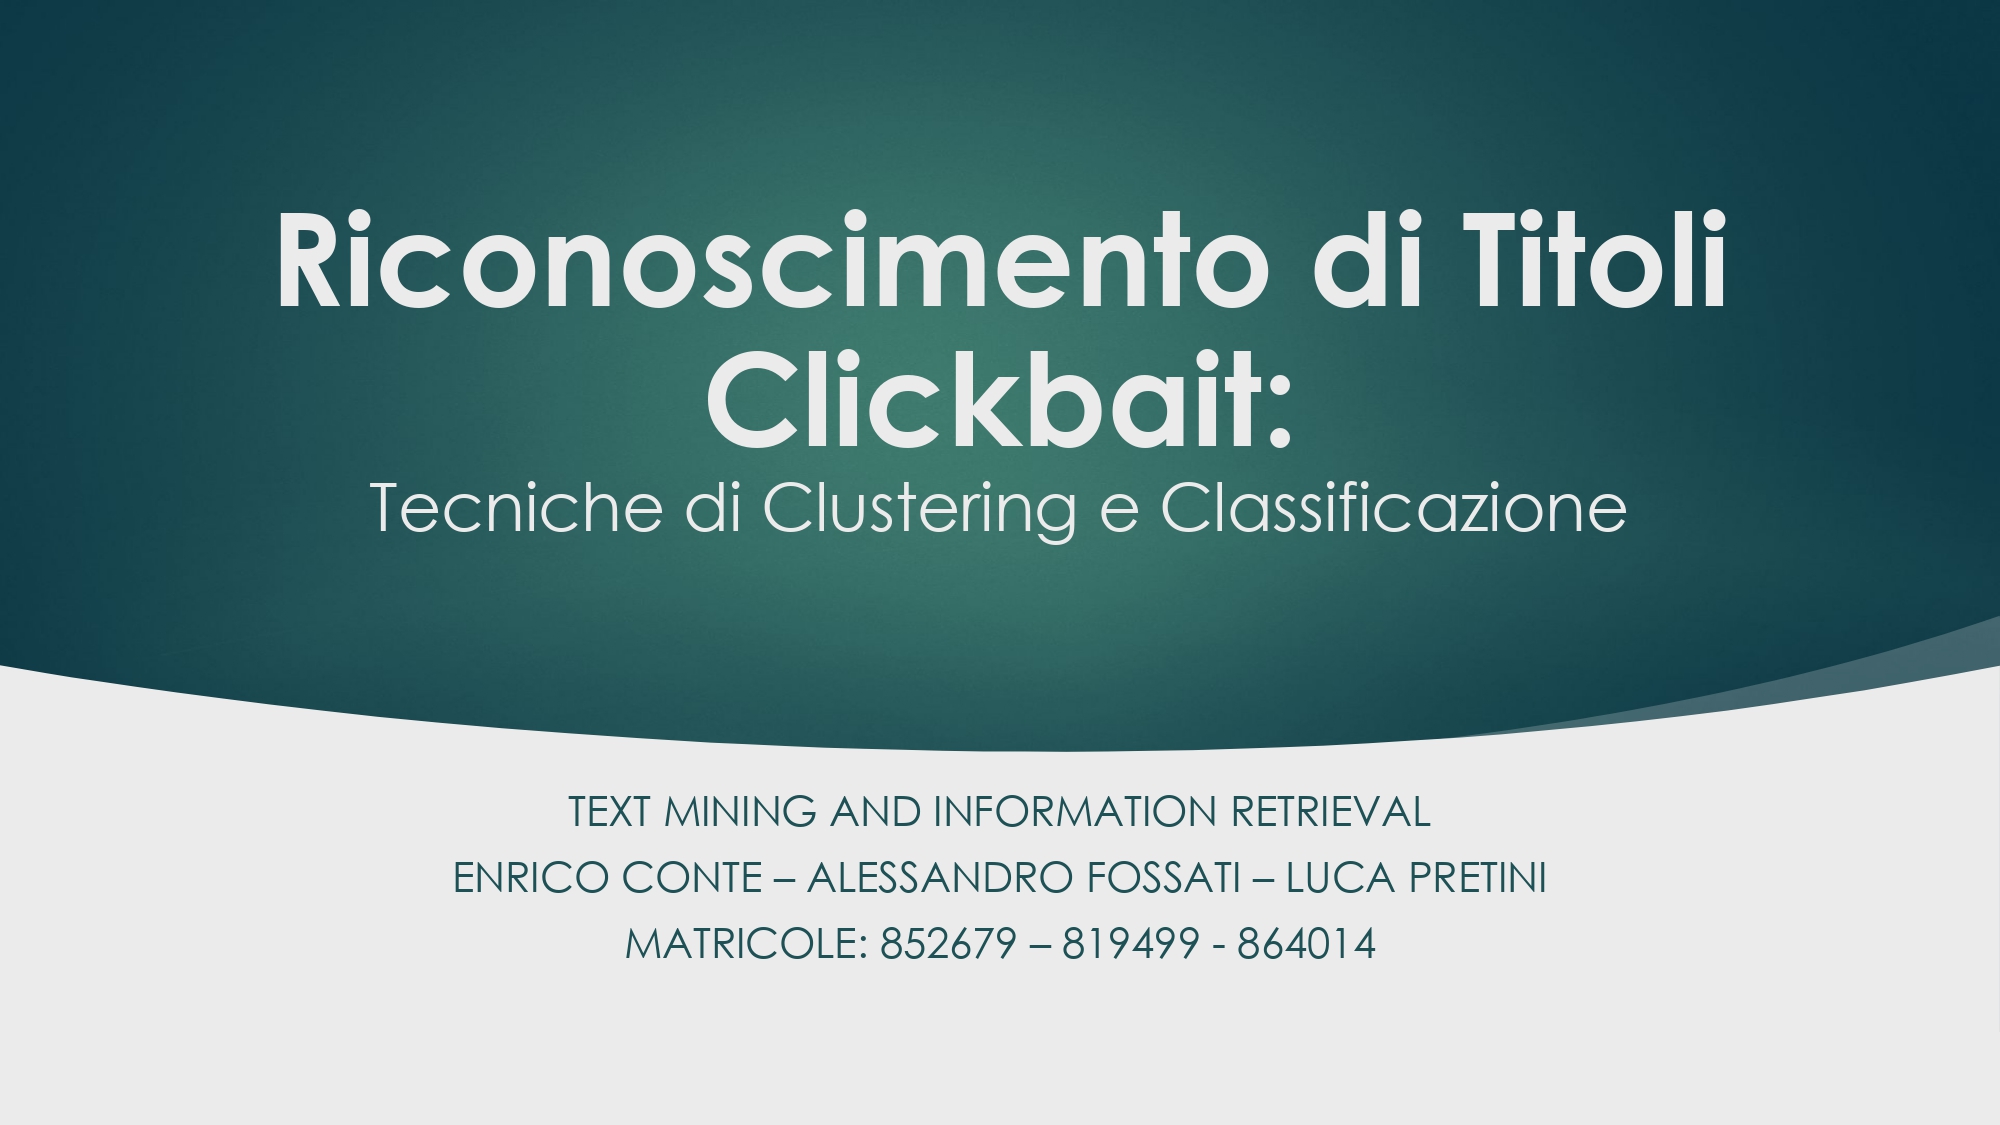 Riconoscimento di Titoli
Clickbait:
Tecniche di Clustering e Classificazione
TEXT MINING AND INFORMATION RETRIEVAL
ENRICO CONTE – ALESSANDRO FOSSATI – LUCA PRETINI
MATRICOLE: 852679 – 819499 - 864014